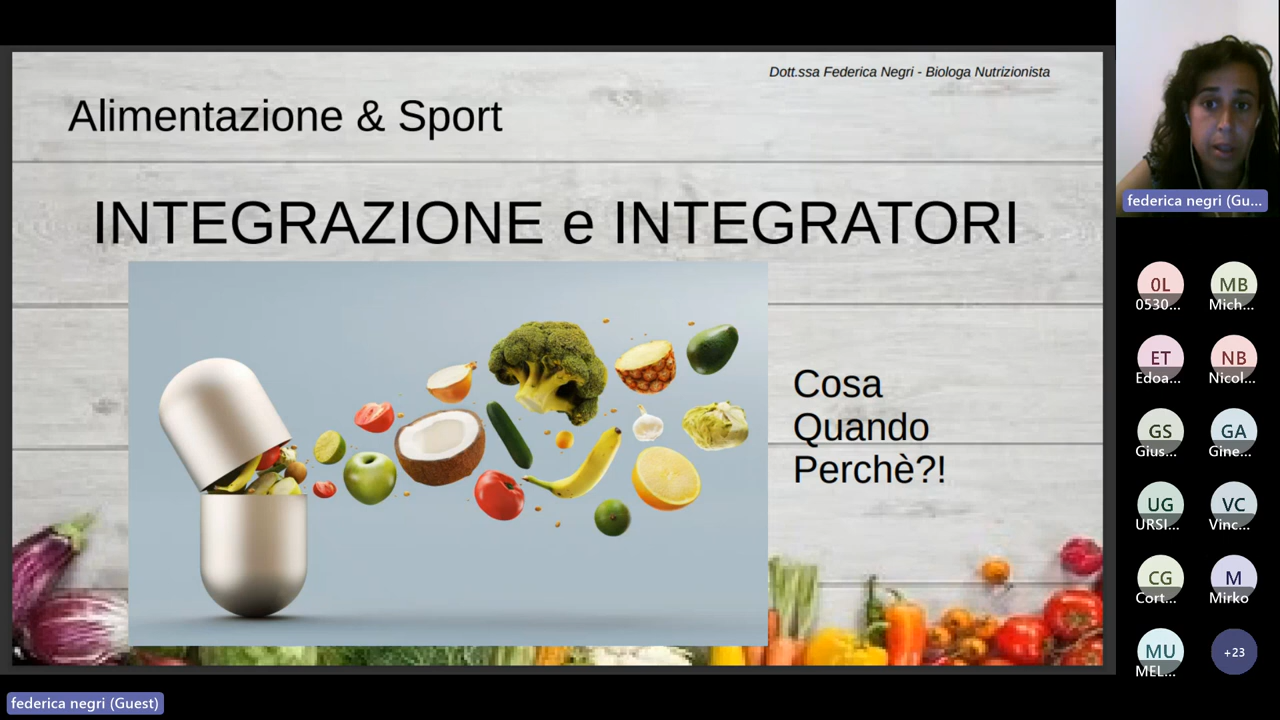 Dott.ssa Federica Negri - Biologa Nutrizionista
Alimentazione & Sport
INTEGRAZIONE e INTEGRATORI
Cosa
Quando
Perchè?!
federica negri (Gu...
0L
0530...
MB
Mich...
ET
Edoa...
NB
Nicol...
GS
Gius...
GA
Gine...
UG
URSI...
VC
Vinc...
CG
Cort...
M
Mirko
MU
MEL...
+23
federica negri (Guest)